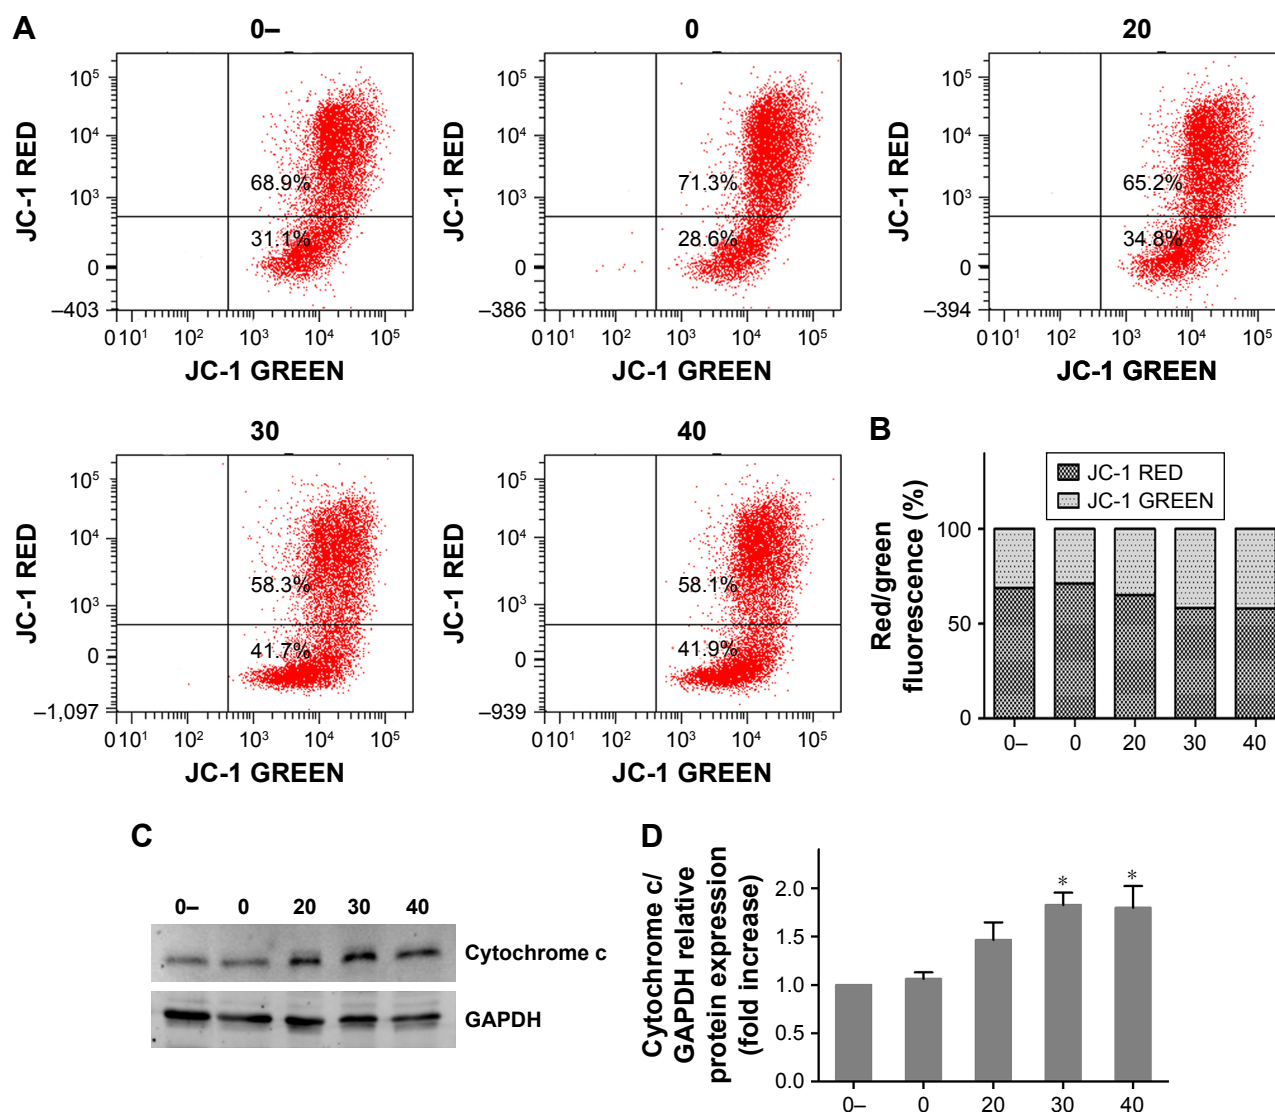 A
0–
JC-1 RED
10⁵
10⁴
10³
0
–403
68.9%
31.1%
0 10¹ 10² 10³ 10⁴ 10⁵
JC-1 GREEN
0
JC-1 RED
10⁵
10⁴
10³
0
–386
71.3%
28.6%
0 10¹ 10² 10³ 10⁴ 10⁵
JC-1 GREEN
20
JC-1 RED
10⁵
10⁴
10³
0
–394
65.2%
34.8%
0 10¹ 10² 10³ 10⁴ 10⁵
JC-1 GREEN
30
JC-1 RED
10⁵
10⁴
10³
0
–1,097
58.3%
41.7%
0 10¹ 10² 10³ 10⁴ 10⁵
JC-1 GREEN
40
JC-1 RED
10⁵
10⁴
10³
0
–939
58.1%
41.9%
0 10¹ 10² 10³ 10⁴ 10⁵
JC-1 GREEN
B
Red/green
fluorescence (%)
JC-1 RED
JC-1 GREEN
100
50
0
0– 0 20 30 40
C
0– 0 20 30 40
Cytochrome c
GAPDH
D
Cytochrome c/
GAPDH relative
protein expression
(fold increase)
2.0
1.5
1.0
0.5
0.0
* *
0– 0 20 30 40